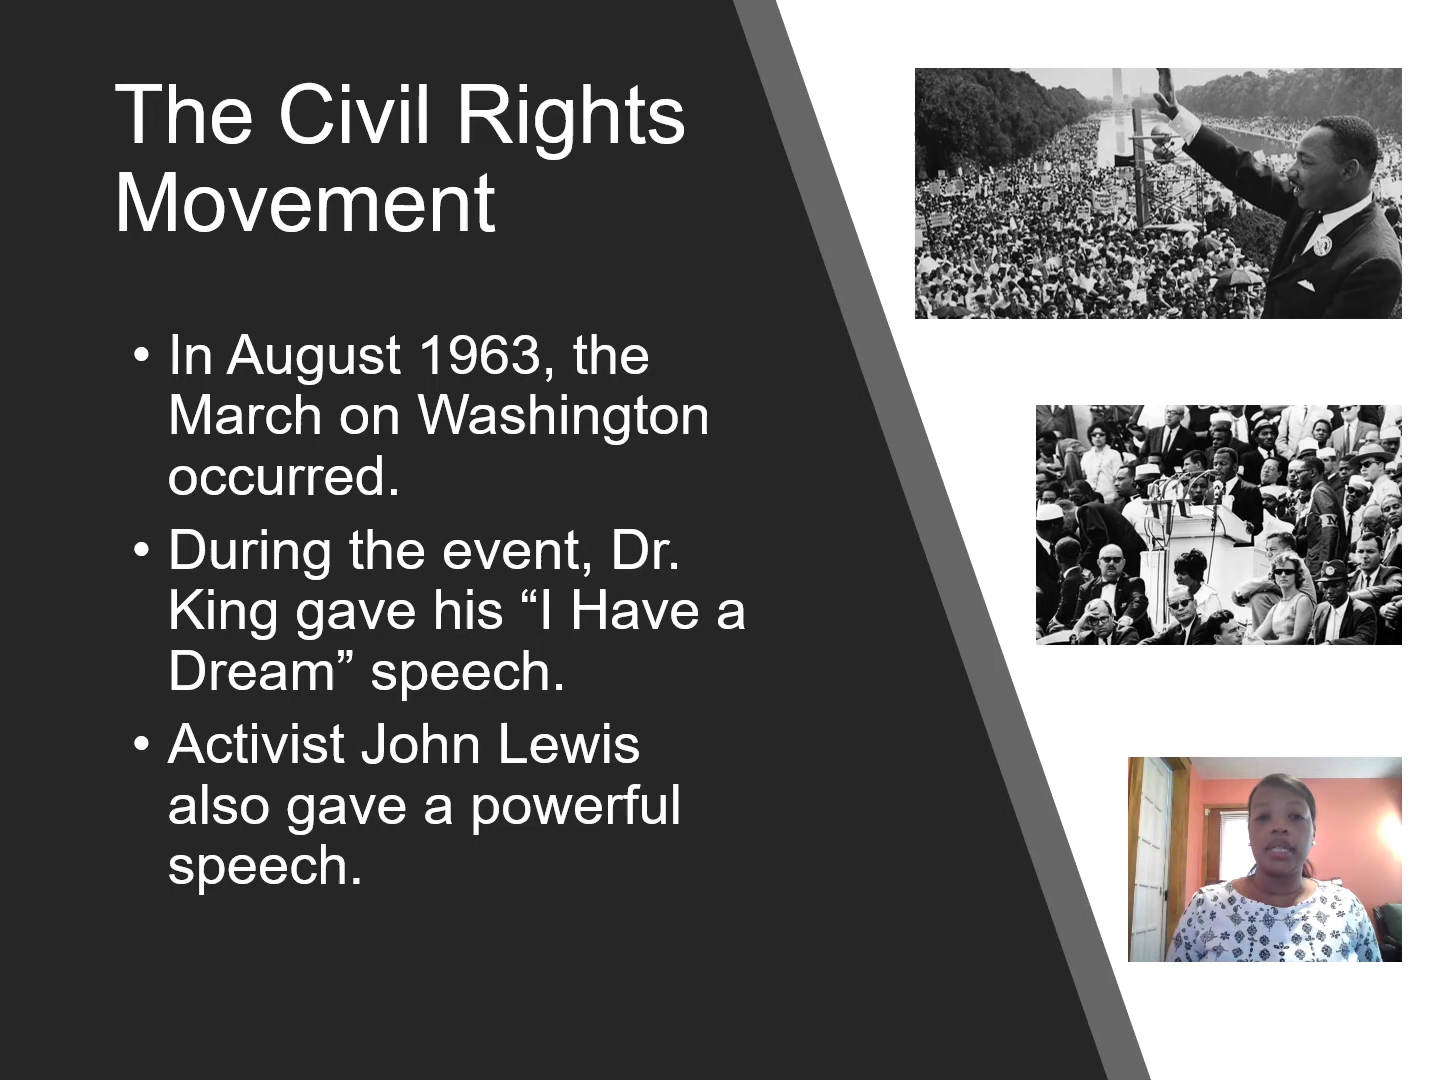 The Civil Rights
Movement
• In August 1963, the
March on Washington
occurred.
• During the event, Dr.
King gave his “I Have a
Dream” speech.
• Activist John Lewis
also gave a powerful
speech.